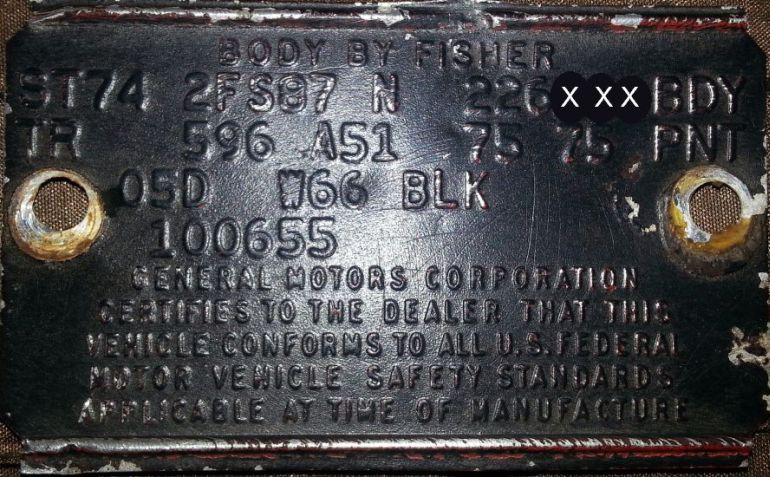 BODY BY FISHER
ST74 2FS87 N 226XXX BDY
TR 596 A51 75 75 PNT
05D W66 BLK
100655
GENERAL MOTORS CORPORATION
CERTIFIES TO THE DEALER THAT THIS
VEHICLE CONFORMS TO ALL U.S. FEDERAL
MOTOR VEHICLE SAFETY STANDARDS
APPLICABLE AT TIME OF MANUFACTURE